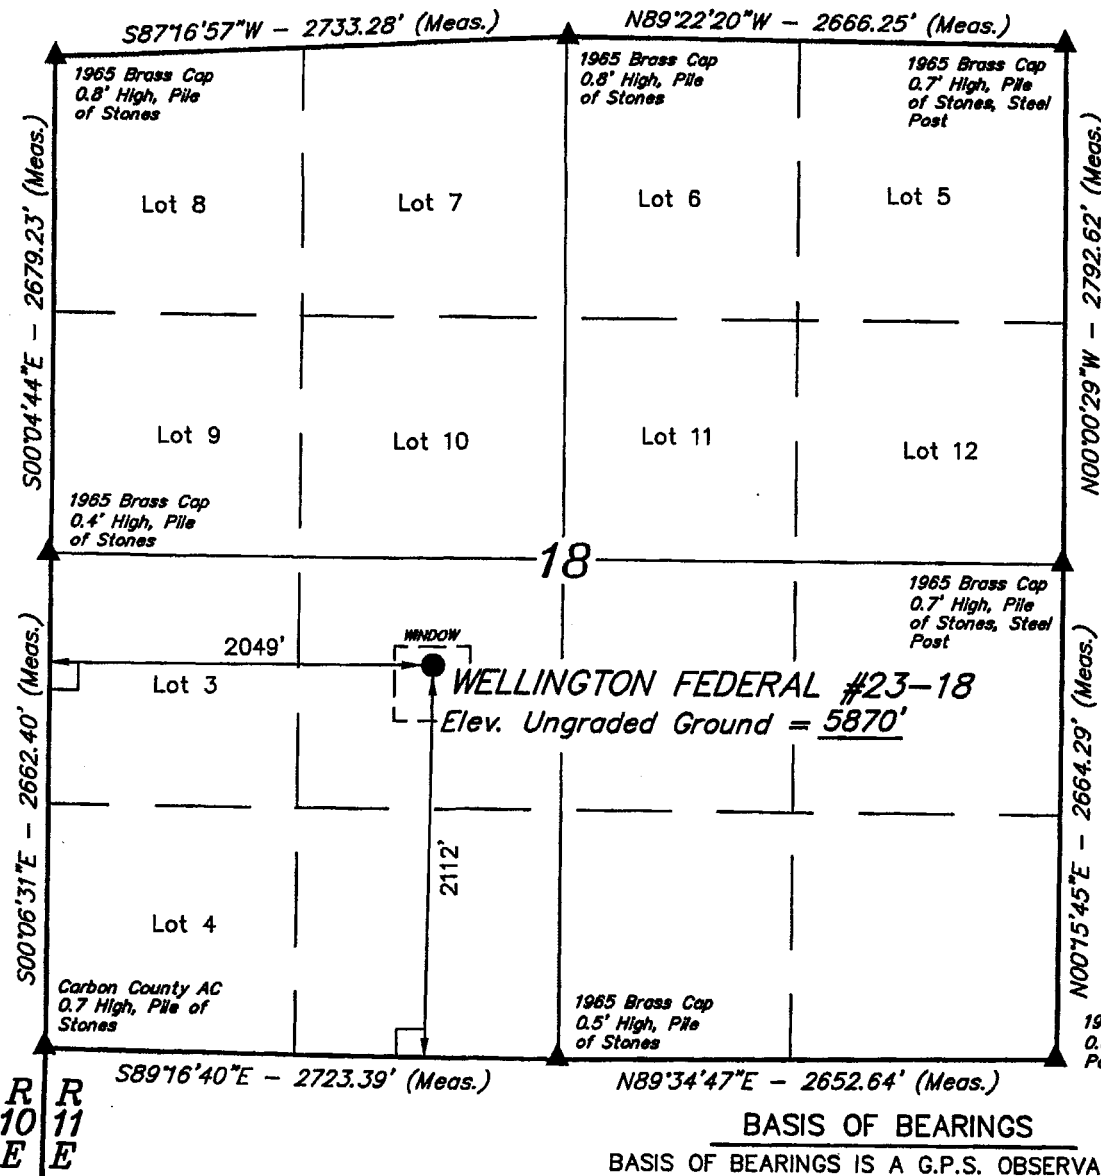 S87°16'57"W - 2733.28' (Meas.)
N89°22'20"W - 2666.25' (Meas.)
1965 Brass Cap
0.8' High, Pile
of Stones
1965 Brass Cap
0.8' High, Pile
of Stones
1965 Brass Cap
0.7' High, Pile
of Stones, Steel
Post
S00°04'44"E - 2679.23' (Meas.)
N00°00'29"W - 2792.62' (Meas.)
Lot 8
Lot 7
Lot 6
Lot 5
Lot 9
Lot 10
Lot 11
Lot 12
1965 Brass Cap
0.4' High, Pile
of Stones
18
1965 Brass Cap
0.7' High, Pile
of Stones, Steel
Post
S00°06'31"E - 2662.40' (Meas.)
N00°15'45"E - 2664.29' (Meas.)
2049'
WINDOW
Lot 3
WELLINGTON FEDERAL #23-18
Elev. Ungraded Ground = 5870'
2112'
Lot 4
Carbon County AC
0.7 High, Pile of
Stones
1965 Brass Cap
0.5' High, Pile
of Stones
19
0.
S89°16'40"E - 2723.39' (Meas.)
N89°34'47"E - 2652.64' (Meas.)
R R
10 11
E E
BASIS OF BEARINGS
BASIS OF BEARINGS IS A G.P.S. OBSERVA